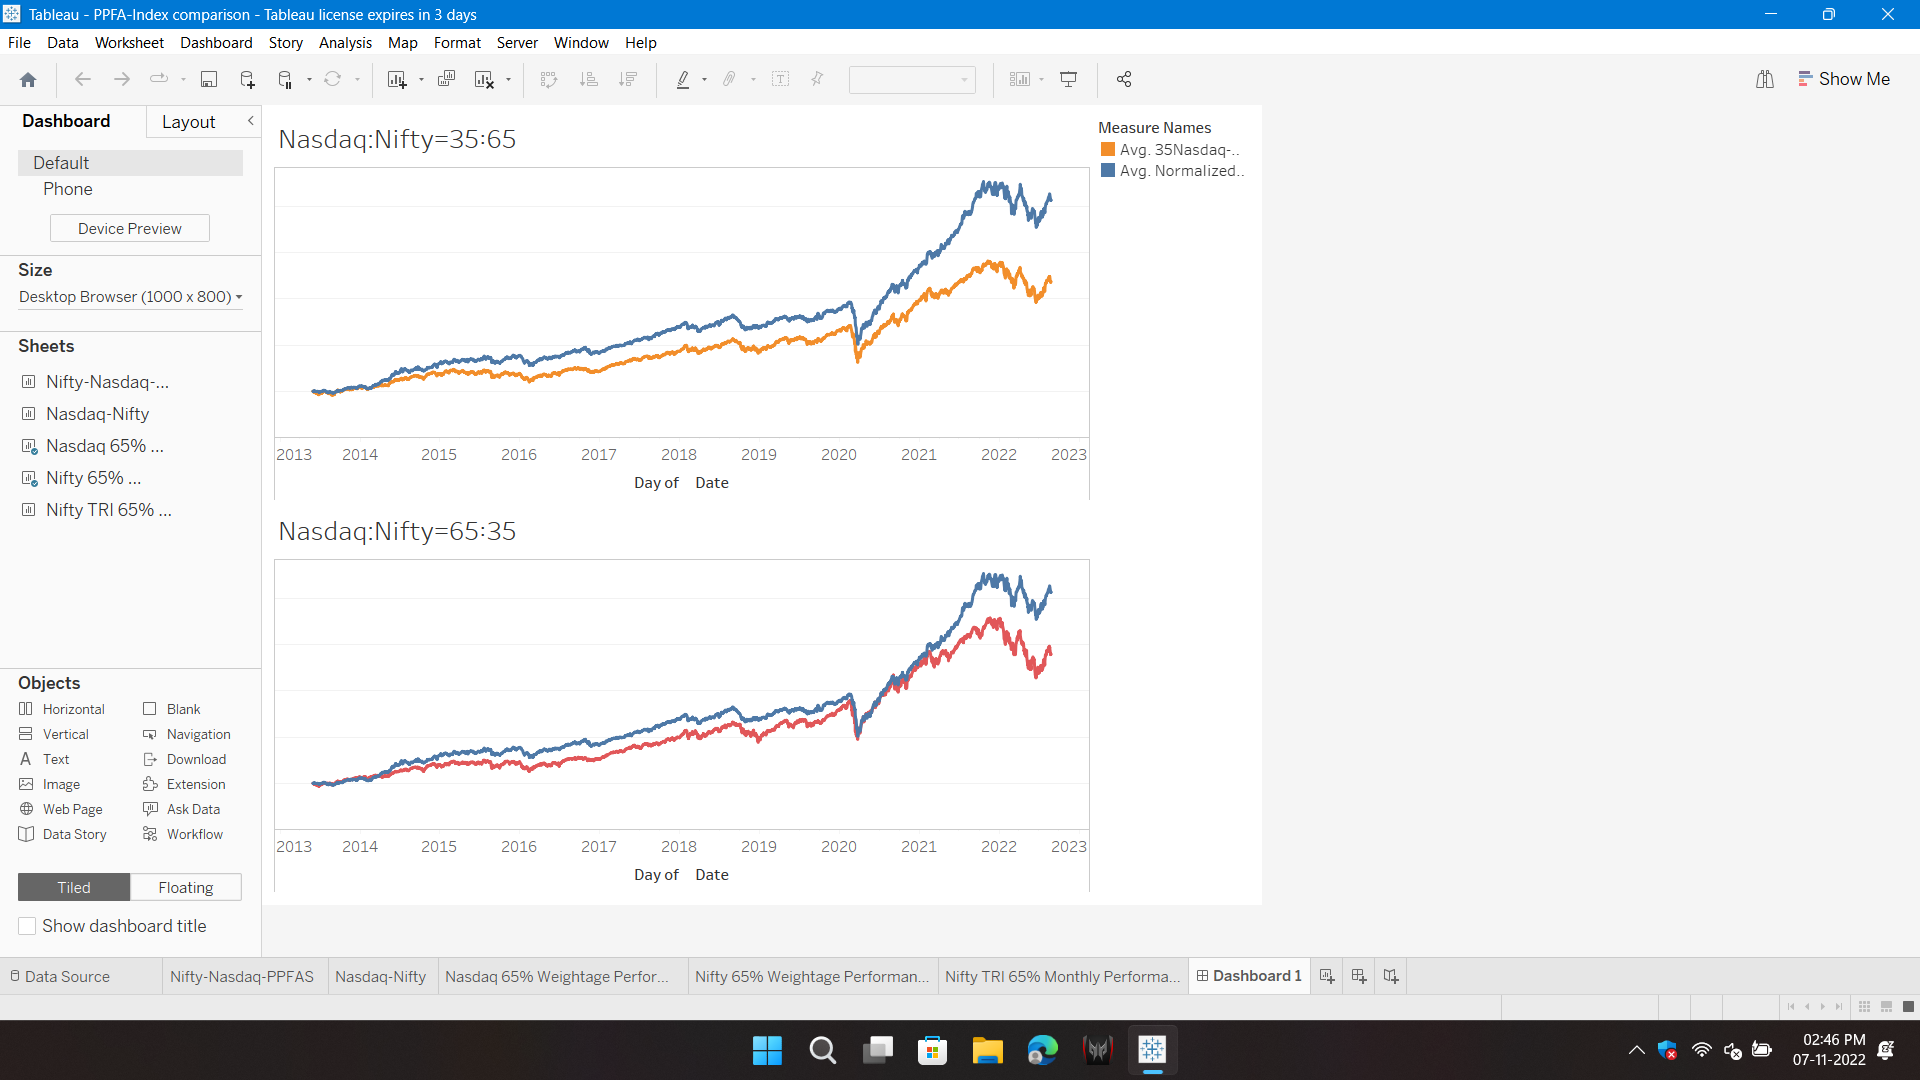 Tableau - PPFA-Index comparison - Tableau license expires in 3 days
File Data Worksheet Dashboard Story Analysis Map Format Server Window Help
Show Me
Dashboard Layout
Default
Phone
Device Preview
Size
Desktop Browser (1000 x 800)
Sheets
Nifty-Nasdaq-...
Nasdaq-Nifty
Nasdaq 65% ...
Nifty 65% ...
Nifty TRI 65% ...
Objects
Horizontal Blank
Vertical Navigation
Text Download
Image Extension
Web Page Ask Data
Data Story Workflow
Tiled Floating
Show dashboard title
Nasdaq:Nifty=35:65
2013 2014 2015 2016 2017 2018 2019 2020 2021 2022 2023
Day of Date
Nasdaq:Nifty=65:35
2013 2014 2015 2016 2017 2018 2019 2020 2021 2022 2023
Day of Date
Measure Names
Avg. 35Nasdaq-..
Avg. Normalized..
Data Source Nifty-Nasdaq-PPFAS Nasdaq-Nifty Nasdaq 65% Weightage Perfor... Nifty 65% Weightage Performan... Nifty TRI 65% Monthly Performa... Dashboard 1
02:46 PM
07-11-2022